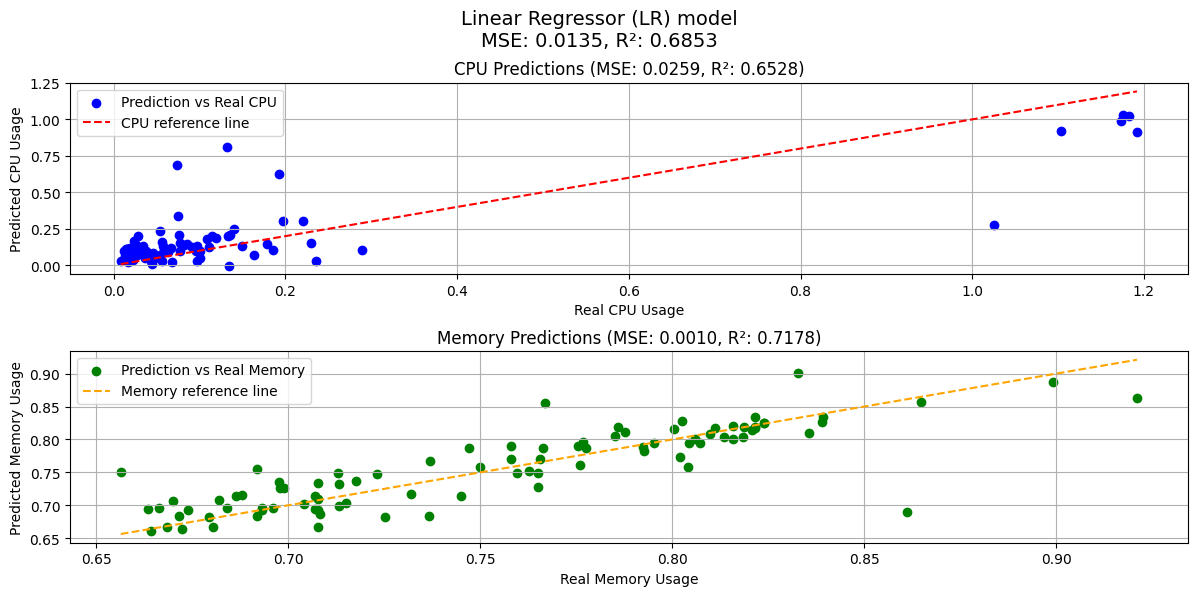 Linear Regressor (LR) model
MSE: 0.0135, R²: 0.6853
CPU Predictions (MSE: 0.0259, R²: 0.6528)
Predicted CPU Usage
1.25
1.00
0.75
0.50
0.25
0.00
Prediction vs Real CPU
CPU reference line
0.0 0.2 0.4 0.6 0.8 1.0 1.2
Real CPU Usage
Memory Predictions (MSE: 0.0010, R²: 0.7178)
Predicted Memory Usage
0.90
0.85
0.80
0.75
0.70
0.65
Prediction vs Real Memory
Memory reference line
0.65 0.70 0.75 0.80 0.85 0.90
Real Memory Usage